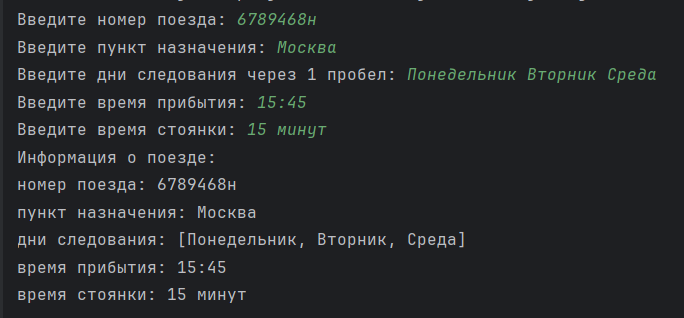 Введите номер поезда: 6789468н
Введите пункт назначения: Москва
Введите дни следования через 1 пробел: Понедельник Вторник Среда
Введите время прибытия: 15:45
Введите время стоянки: 15 минут
Информация о поезде:
номер поезда: 6789468н
пункт назначения: Москва
дни следования: [Понедельник, Вторник, Среда]
время прибытия: 15:45
время стоянки: 15 минут